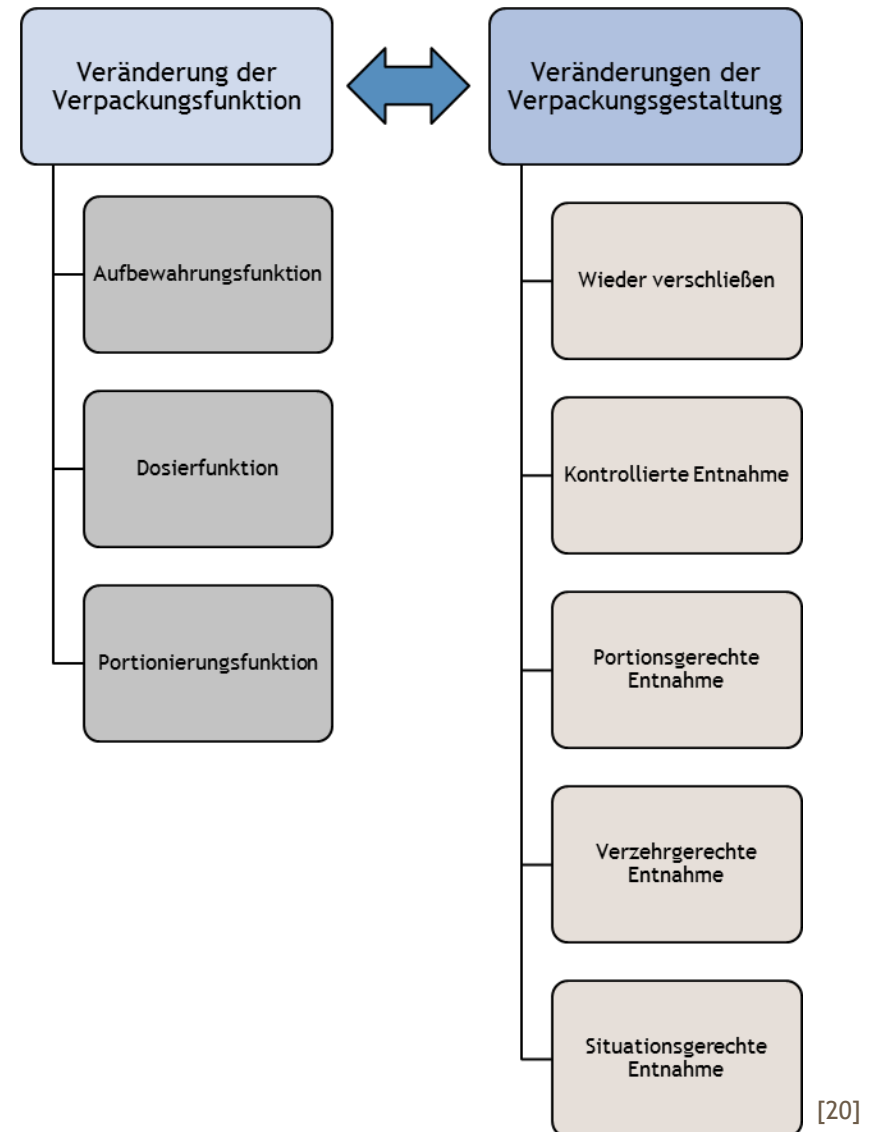 Veränderung der
Verpackungsfunktion
Aufbewahrungsfunktion
Dosierfunktion
Portionierungsfunktion
Veränderungen der
Verpackungsgestaltung
Wieder verschließen
Kontrollierte Entnahme
Portionsgerechte
Entnahme
Verzehrgerechte
Entnahme
Situationsgerechte
Entnahme
[20]